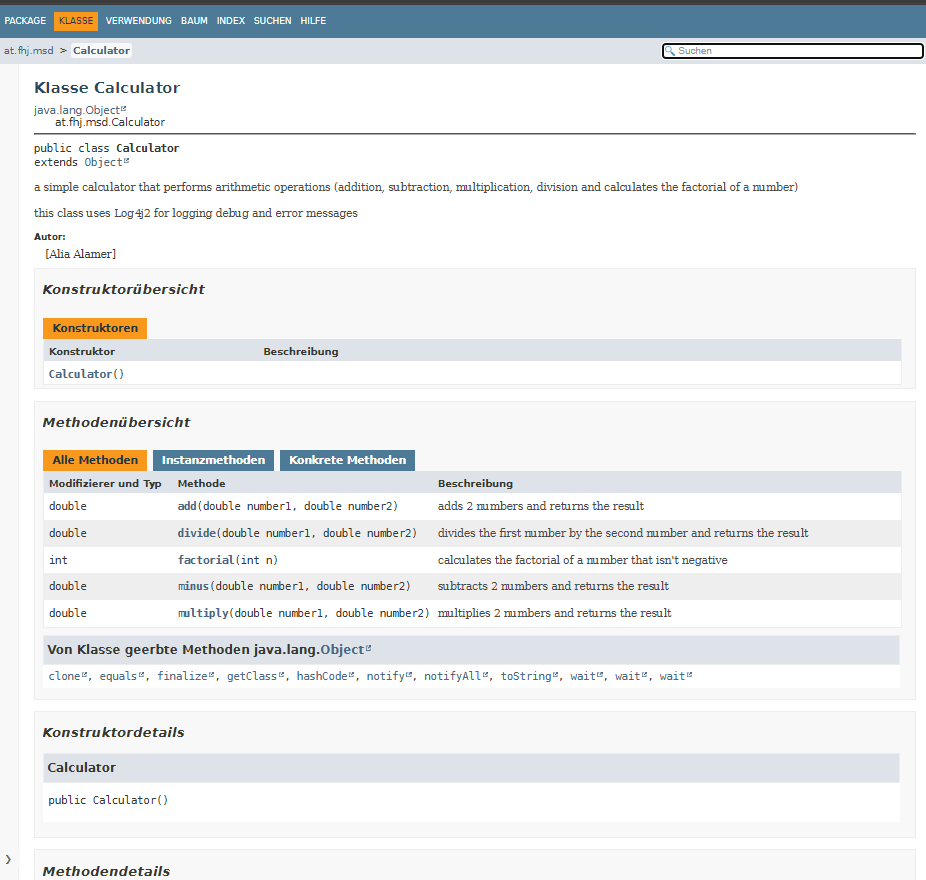 PACKAGE KLASSE VERWENDUNG BAUM INDEX SUCHEN HILFE
at.fhj.msd > Calculator Suchen
Klasse Calculator
java.lang.Object
at.fhj.msd.Calculator
public class Calculator
extends Object
a simple calculator that performs arithmetic operations (addition, subtraction, multiplication, division and calculates the factorial of a number)
this class uses Log4j2 for logging debug and error messages
Autor:
[Alia Alamer]
Konstruktorübersicht
Konstruktoren
Konstruktor Beschreibung
Calculator()
Methodenübersicht
Alle Methoden Instanzmethoden Konkrete Methoden
Modifizierer und Typ Methode Beschreibung
double add(double number1, double number2) adds 2 numbers and returns the result
double divide(double number1, double number2) divides the first number by the second number and returns the result
int factorial(int n) calculates the factorial of a number that isn't negative
double minus(double number1, double number2) subtracts 2 numbers and returns the result
double multiply(double number1, double number2) multiplies 2 numbers and returns the result
Von Klasse geerbte Methoden java.lang.Object
clone, equals, finalize, getClass, hashCode, notify, notifyAll, toString, wait, wait, wait
Konstruktordetails
Calculator
public Calculator()
Methodendetails